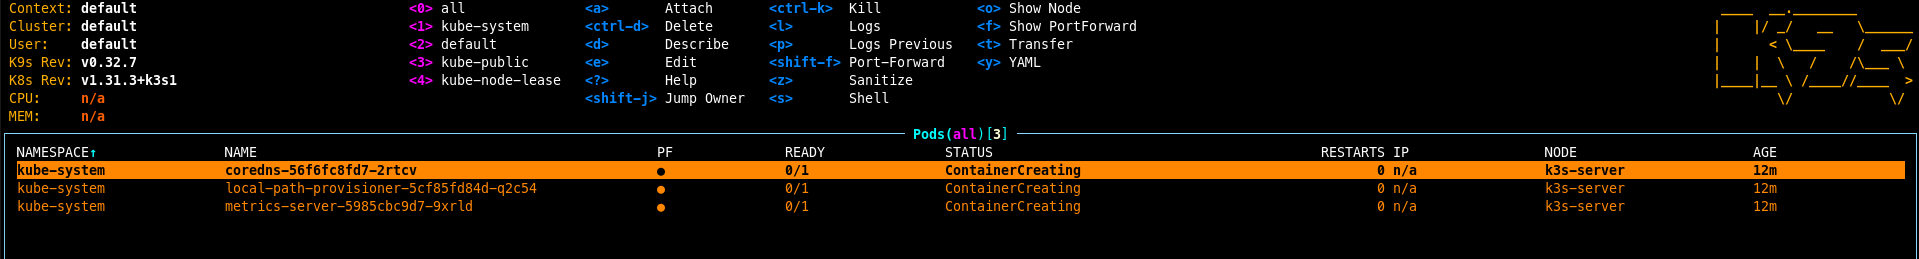 Context: default <0> all <a> Attach <ctrl-k> Kill <o> Show Node
Cluster: default <1> kube-system <ctrl-d> Delete <l> Logs <f> Show PortForward
User: default <2> default <d> Describe <p> Logs Previous <t> Transfer
K9s Rev: v0.32.7 <3> kube-public <e> Edit <shift-f> Port-Forward <y> YAML
K8s Rev: v1.31.3+k3s1 <4> kube-node-lease <?> Help <z> Sanitize
CPU: n/a <shift-j> Jump Owner <s> Shell
MEM: n/a
Pods(all)[3]
NAMESPACE↑ NAME PF READY STATUS RESTARTS IP NODE AGE
kube-system coredns-56f6fc8fd7-2rtcv ● 0/1 ContainerCreating 0 n/a k3s-server 12m
kube-system local-path-provisioner-5cf85fd84d-q2c54 ● 0/1 ContainerCreating 0 n/a k3s-server 12m
kube-system metrics-server-5985cbc9d7-9xrld ● 0/1 ContainerCreating 0 n/a k3s-server 12m